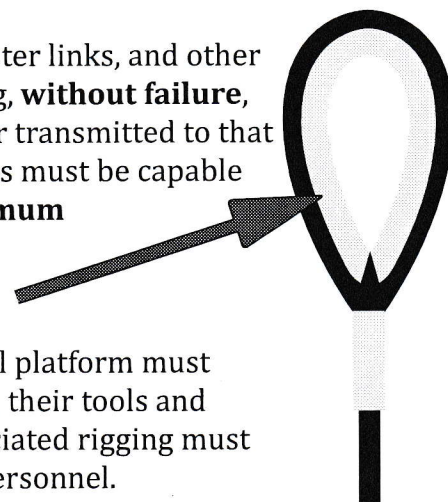 ter links, and other
g, without failure,
r transmitted to that
s must be capable
mum
l platform must
their tools and
ciated rigging must
ersonnel.